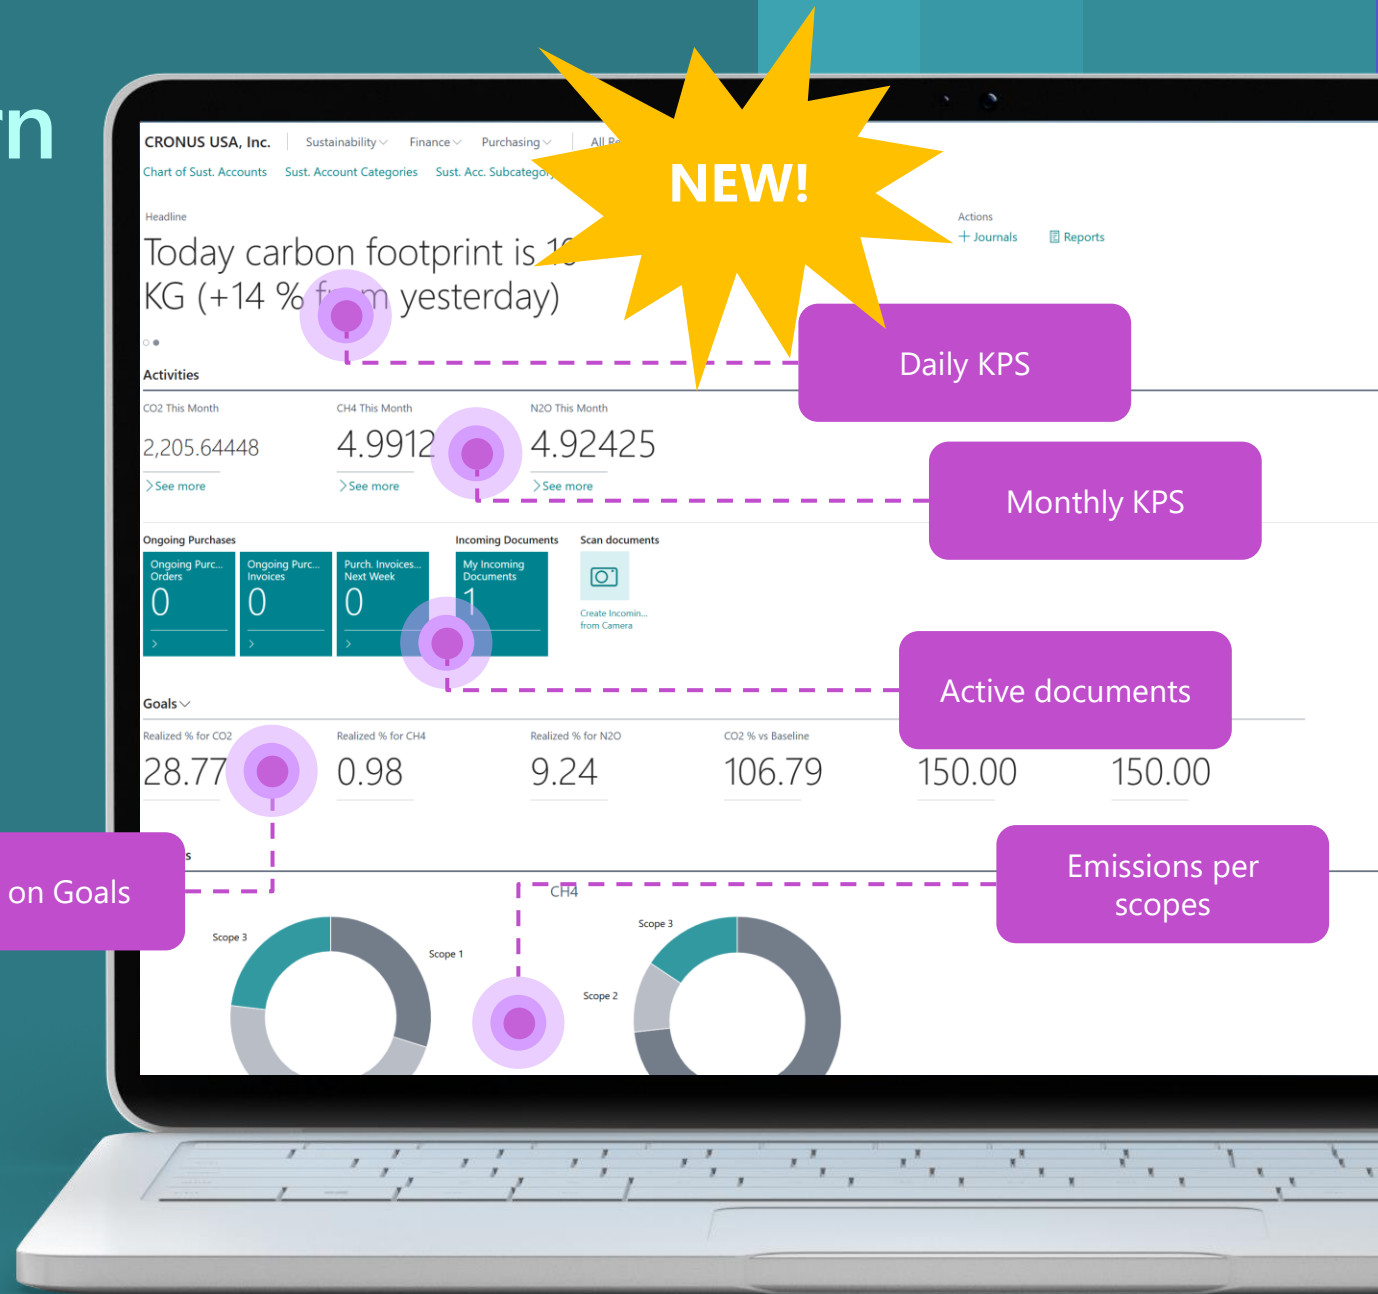 NEW!
CRONUS USA, Inc. Sustainability Finance Purchasing All
Chart of Sust. Accounts Sust. Account Categories Sust. Acc. Subcategory
Headline
Actions
Today carbon footprint is
+ Journals Reports
KG (+14 % from yesterday)
Daily KPS
Activities
CO2 This Month CH4 This Month N2O This Month
2,205.64448 4.9912 4.92425
See more See more See more
Monthly KPS
Ongoing Purchases Incoming Documents Scan documents
Ongoing Purc... Ongoing Purc... Purch. Invoices... My Incoming
Orders Invoices Next Week Documents
0 0 0 1
Create Incomin...
from Camera
Active documents
Goals
Realized % for CO2 Realized % for CH4 Realized % for N2O CO2 % vs Baseline
28.77 0.98 9.24 106.79 150.00 150.00
on Goals
Emissions per
scopes
CH4
Scope 3 Scope 1
Scope 3 Scope 2